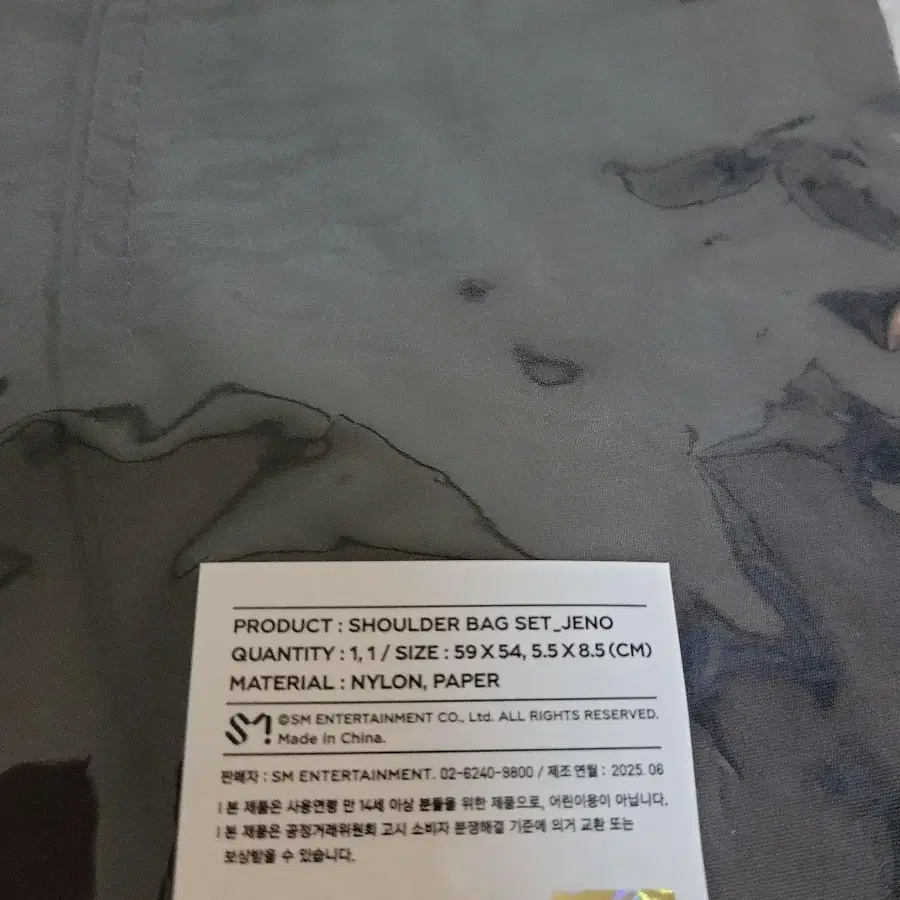 PRODUCT : SHOULDER BAG SET_JENO
QUANTITY : 1, 1 / SIZE : 59 X 54, 5.5 X 8.5 (CM)
MATERIAL : NYLON, PAPER
SM ©SM ENTERTAINMENT CO., Ltd. ALL RIGHTS RESERVED.
Made in China.
판매자 : SM ENTERTAINMENT. 02-6240-9800 / 제조 연월 : 2025. 06
ㅣ본 제품은 사용연령 만 14세 이상 분들을 위한 제품으로, 어린이용이 아닙니다.
ㅣ본 제품은 공정거래위원회 고시 소비자 분쟁해결 기준에 의거 교환 또는
보상받을 수 있습니다.